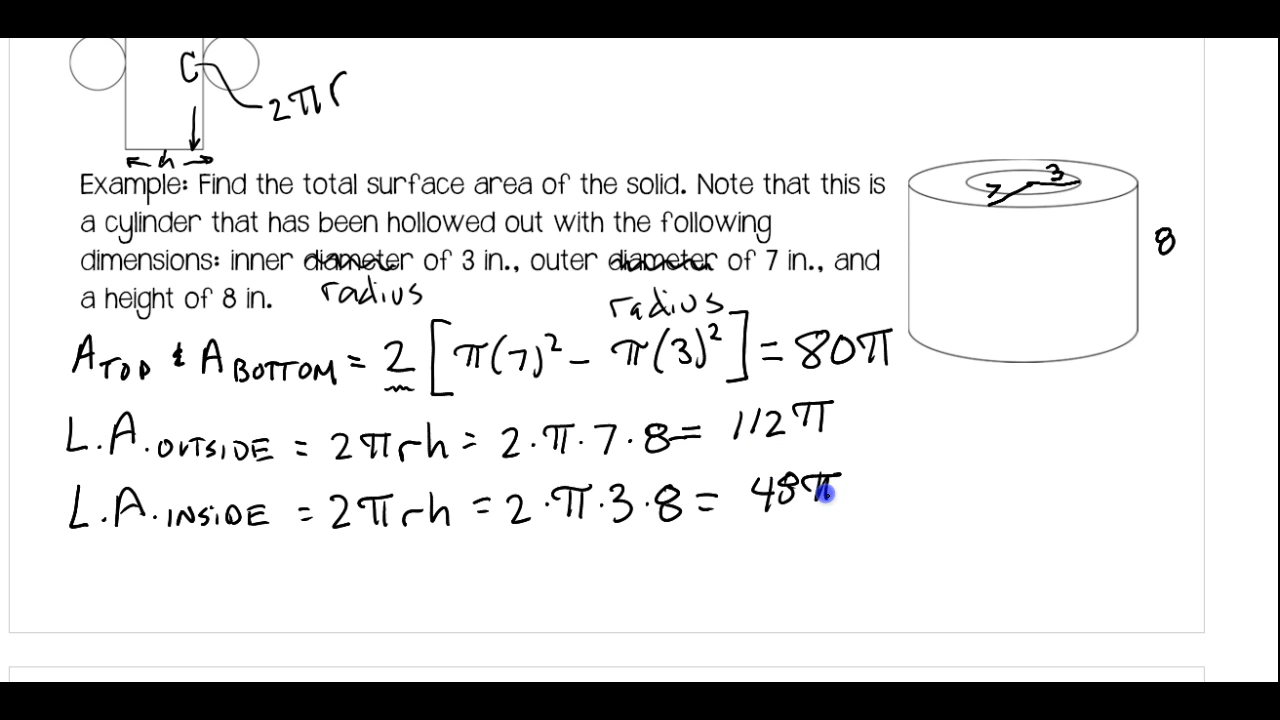 C
2πr
h
Example: Find the total surface area of the solid. Note that this is
a cylinder that has been hollowed out with the following
dimensions: inner diameter of 3 in., outer diameter of 7 in., and
a height of 8 in. radius radius
3
7
8
A TOP & A BOTTOM = 2 [π(7)² - π(3)²] = 80π
L.A. OUTSIDE = 2πrh = 2·π·7·8 = 112π
L.A. INSIDE = 2πrh = 2·π·3·8 = 48π